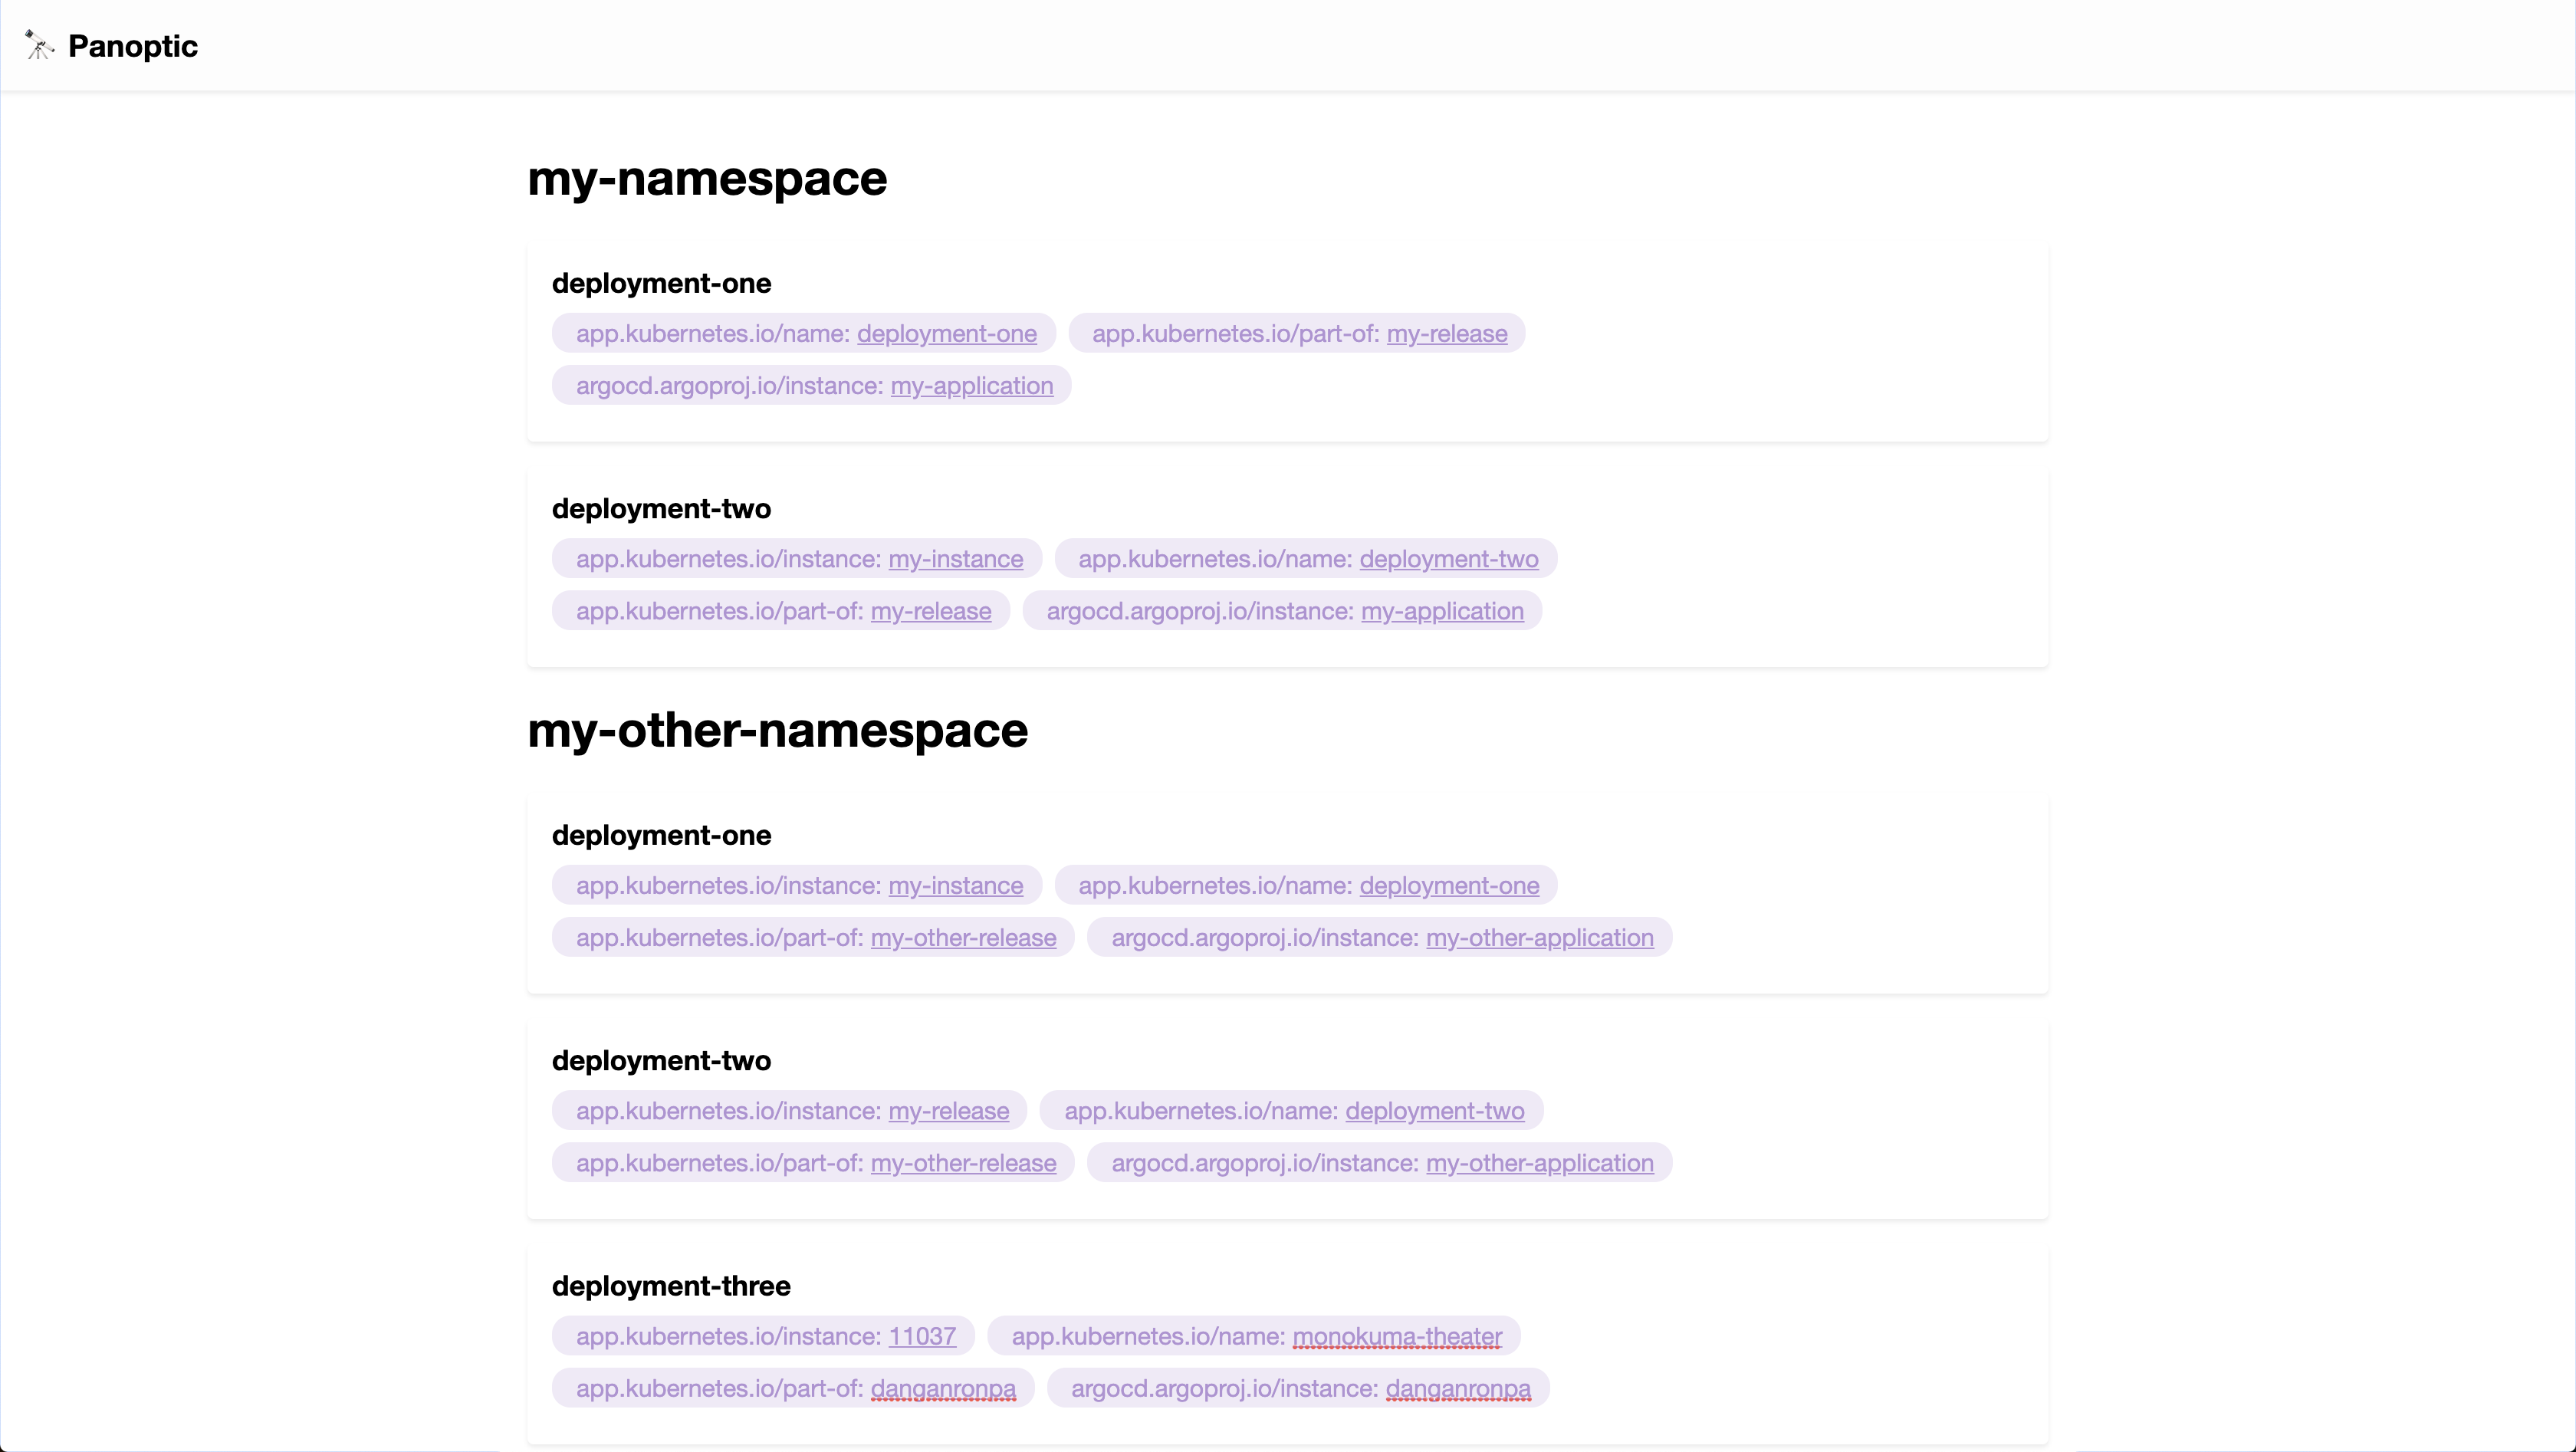 Panoptic
my-namespace
deployment-one
app.kubernetes.io/name: deployment-one app.kubernetes.io/part-of: my-release
argocd.argoproj.io/instance: my-application
deployment-two
app.kubernetes.io/instance: my-instance app.kubernetes.io/name: deployment-two
app.kubernetes.io/part-of: my-release argocd.argoproj.io/instance: my-application
my-other-namespace
deployment-one
app.kubernetes.io/instance: my-instance app.kubernetes.io/name: deployment-one
app.kubernetes.io/part-of: my-other-release argocd.argoproj.io/instance: my-other-application
deployment-two
app.kubernetes.io/instance: my-release app.kubernetes.io/name: deployment-two
app.kubernetes.io/part-of: my-other-release argocd.argoproj.io/instance: my-other-application
deployment-three
app.kubernetes.io/instance: 11037 app.kubernetes.io/name: monokuma-theater
app.kubernetes.io/part-of: danganronpa argocd.argoproj.io/instance: danganronpa